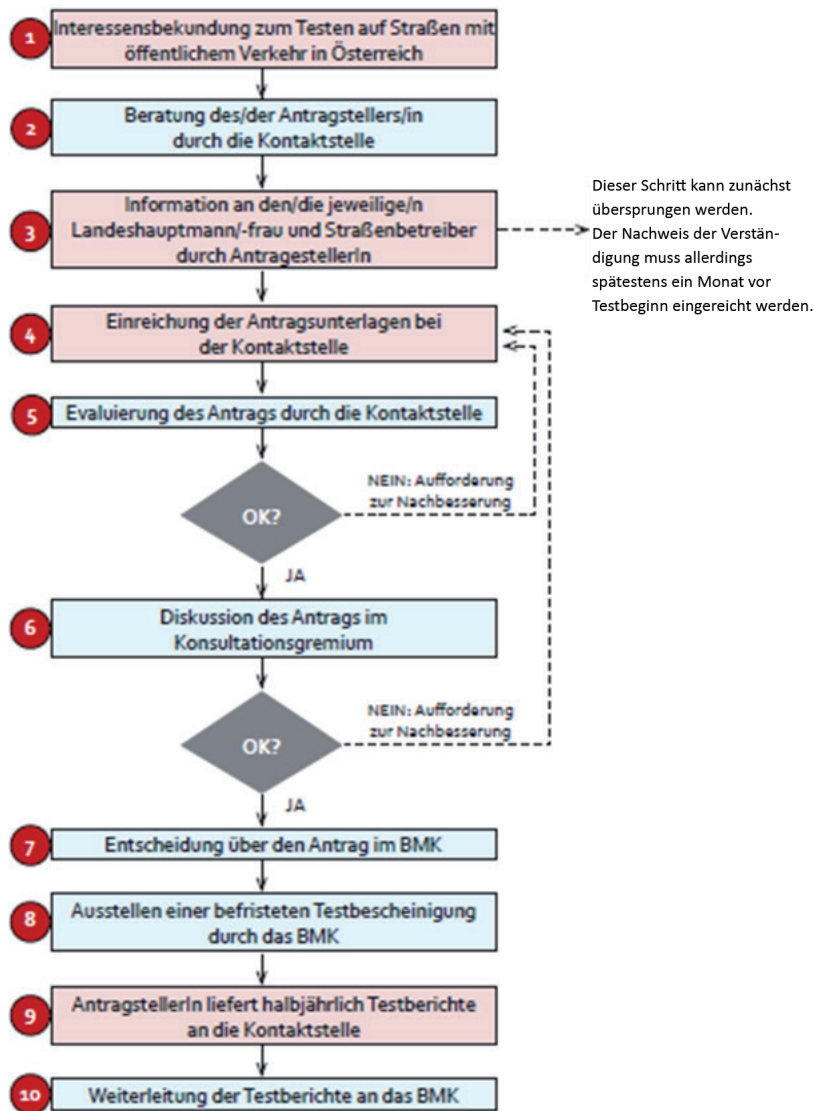 1
Interessensbekundung zum Testen auf Straßen mit
öffentlichem Verkehr in Österreich
2
Beratung des/der Antragstellers/in
durch die Kontaktstelle
3
Information an den/die jeweilige/n
Landeshauptmann/-frau und Straßenbetreiber
durch AntragestellerIn
Dieser Schritt kann zunächst
übersprungen werden.
Der Nachweis der Verstän-
digung muss allerdings
spätestens ein Monat vor
Testbeginn eingereicht werden.
4
Einreichung der Antragsunterlagen bei
der Kontaktstelle
5
Evaluierung des Antrags durch die Kontaktstelle
OK?
NEIN: Aufforderung
zur Nachbesserung
JA
6
Diskussion des Antrags im
Konsultationsgremium
OK?
NEIN: Aufforderung
zur Nachbesserung
JA
7
Entscheidung über den Antrag im BMK
8
Ausstellen einer befristeten Testbescheinigung
durch das BMK
9
AntragstellerIn liefert halbjährlich Testberichte
an die Kontaktstelle
10
Weiterleitung der Testberichte an das BMK